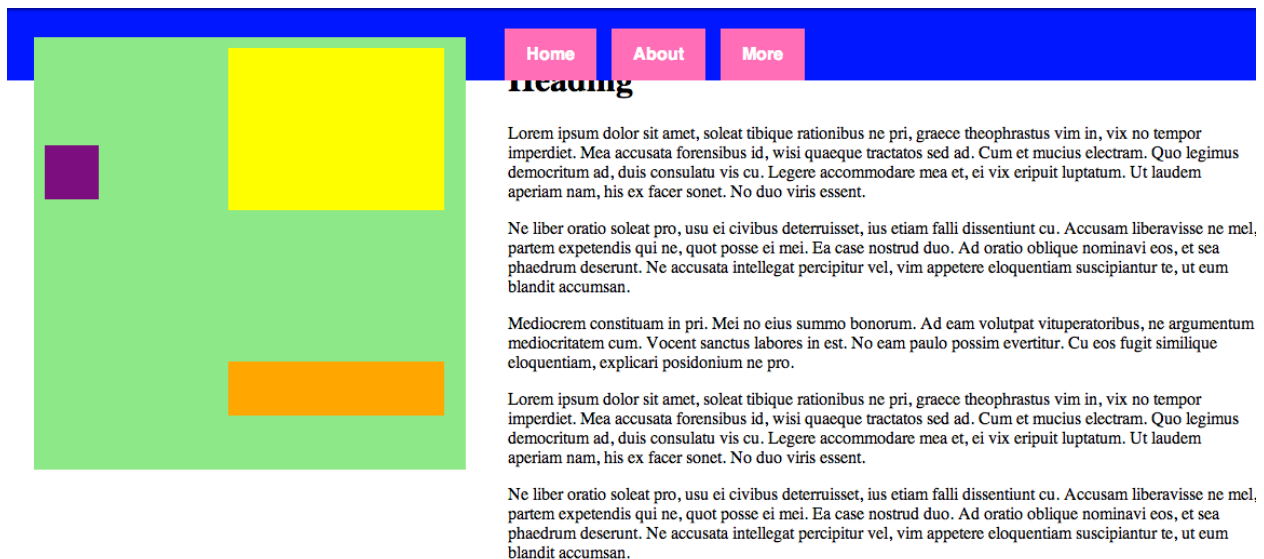 Home About More
Heading
Lorem ipsum dolor sit amet, soleat tibique rationibus ne pri, graece theophrastus vim in, vix no tempor
imperdiet. Mea accusata forensibus id, wisi quaeque tractatos sed ad. Cum et mucius electram. Quo legimus
democritum ad, duis consulatu vis cu. Legere accommodare mea et, ei vix eripuit luptatum. Ut laudem
aperiam nam, his ex facer sonet. No duo viris essent.
Ne liber oratio soleat pro, usu ei civibus deterruisset, ius etiam falli dissentiunt cu. Accusam liberavisse ne mel,
partem expetendis qui ne, quot posse ei mei. Ea case nostrud duo. Ad oratio oblique nominavi eos, et sea
phaedrum deserunt. Ne accusata intellegat percipitur vel, vim appetere eloquentiam suscipiantur te, ut eum
blandit accumsan.
Mediocrem constituam in pri. Mei no eius summo bonorum. Ad eam volutpat vituperatoribus, ne argumentum
mediocritatem cum. Vocent sanctus labores in est. No eam paulo possim evertitur. Cu eos fugit similique
eloquentiam, explicari posidonium ne pro.
Lorem ipsum dolor sit amet, soleat tibique rationibus ne pri, graece theophrastus vim in, vix no tempor
imperdiet. Mea accusata forensibus id, wisi quaeque tractatos sed ad. Cum et mucius electram. Quo legimus
democritum ad, duis consulatu vis cu. Legere accommodare mea et, ei vix eripuit luptatum. Ut laudem
aperiam nam, his ex facer sonet. No duo viris essent.
Ne liber oratio soleat pro, usu ei civibus deterruisset, ius etiam falli dissentiunt cu. Accusam liberavisse ne mel,
partem expetendis qui ne, quot posse ei mei. Ea case nostrud duo. Ad oratio oblique nominavi eos, et sea
phaedrum deserunt. Ne accusata intellegat percipitur vel, vim appetere eloquentiam suscipiantur te, ut eum
blandit accumsan.